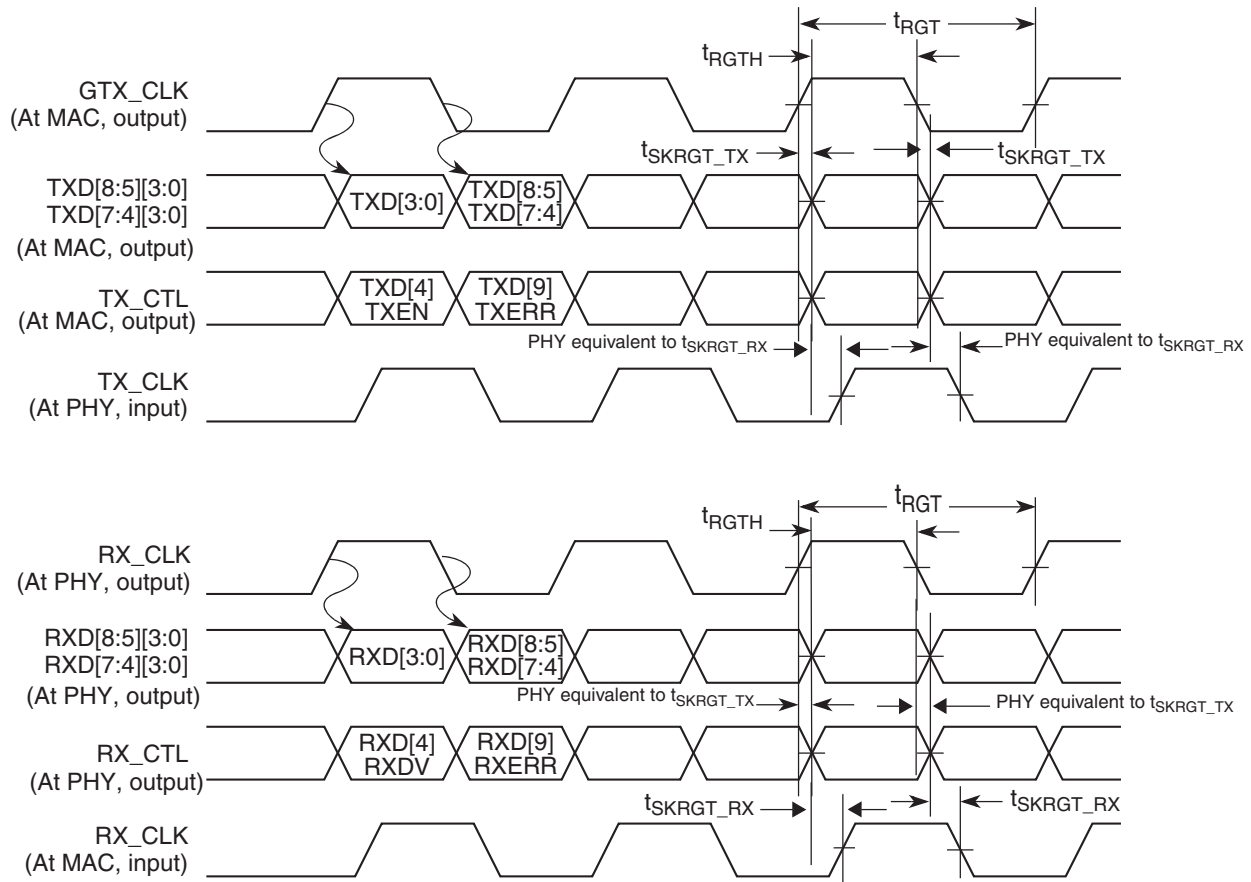 t_RGT
t_RGTH
GTX_CLK
(At MAC, output)
t_SKRGT_TX
t_SKRGT_TX
TXD[8:5][3:0]
TXD[7:4][3:0]
(At MAC, output)
TXD[3:0]
TXD[8:5]
TXD[7:4]
TX_CTL
(At MAC, output)
TXD[4]
TXEN
TXD[9]
TXERR
PHY equivalent to t_SKRGT_RX
PHY equivalent to t_SKRGT_RX
TX_CLK
(At PHY, input)
t_RGT
t_RGTH
RX_CLK
(At PHY, output)
RXD[8:5][3:0]
RXD[7:4][3:0]
(At PHY, output)
RXD[3:0]
RXD[8:5]
RXD[7:4]
PHY equivalent to t_SKRGT_TX
PHY equivalent to t_SKRGT_TX
RX_CTL
(At PHY, output)
RXD[4]
RXDV
RXD[9]
RXERR
t_SKRGT_RX
t_SKRGT_RX
RX_CLK
(At MAC, input)